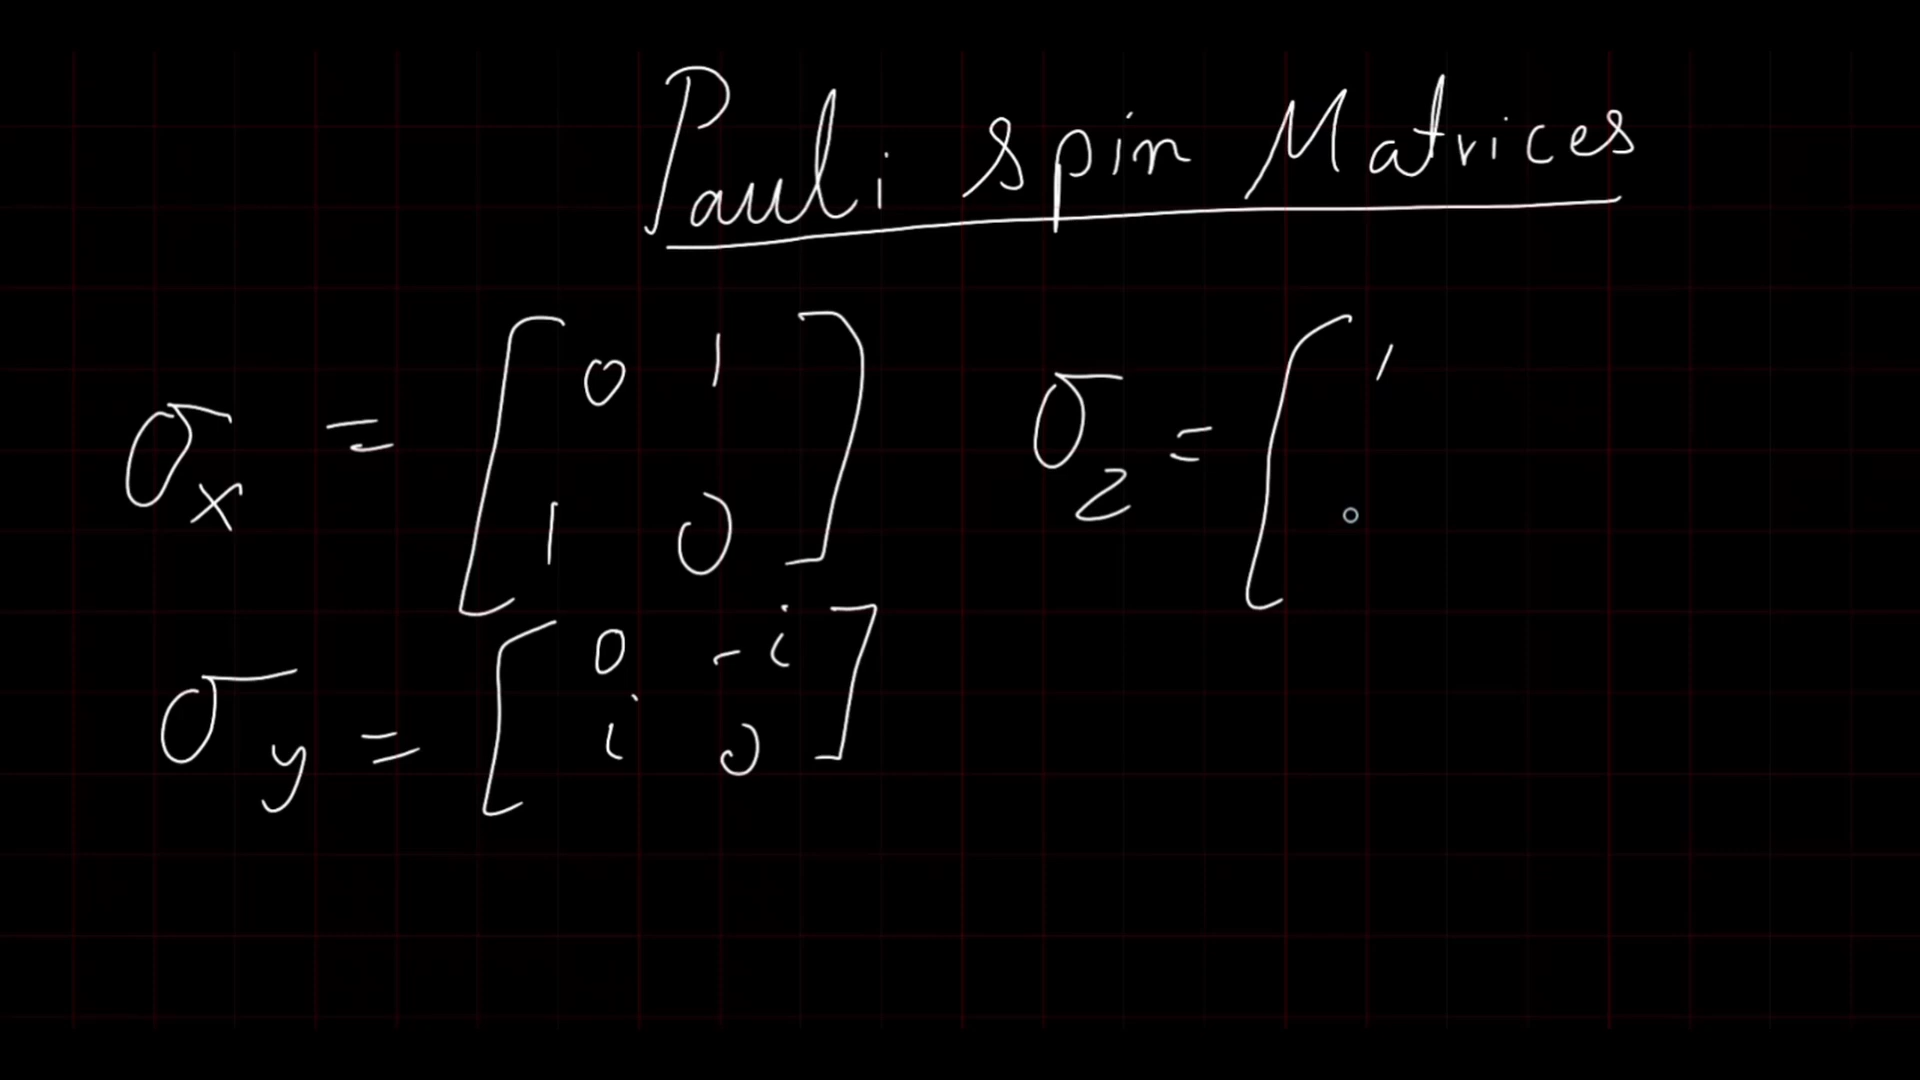 Pauli spin Matrices
σx = [ 0 1
1 0 ]
σz = [ 1
σy = [ 0 -i
i 0 ]